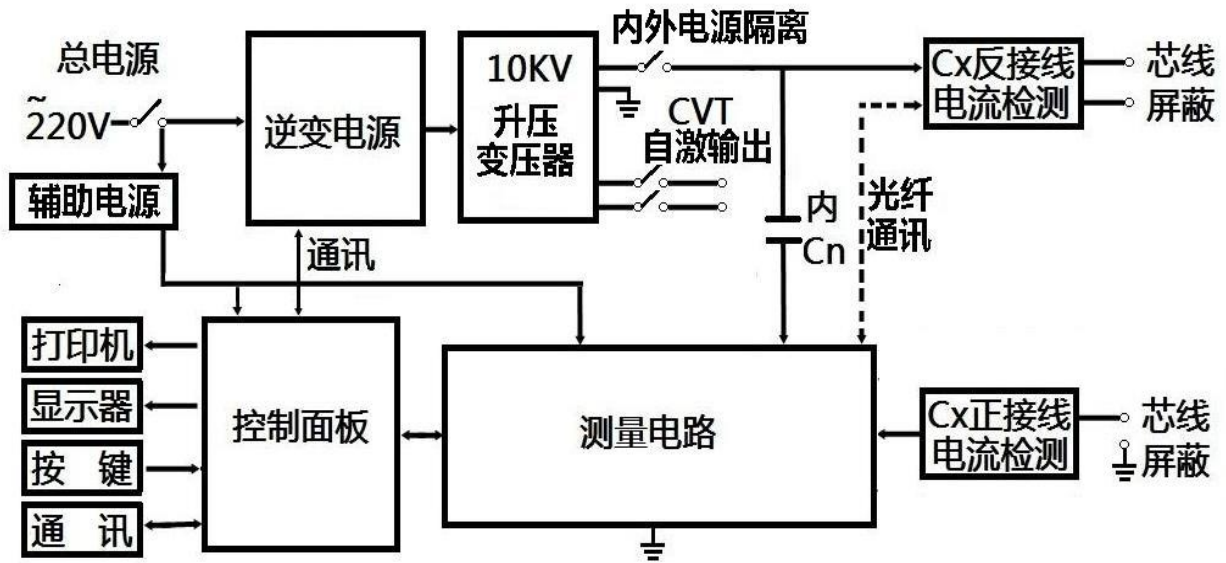 内外电源隔离
总电源
~
220V
逆变电源
10KV
升压
变压器
CVT
自激输出
Cx反接线
电流检测
芯线
屏蔽
辅助电源
通讯
内
Cn
光纤
通讯
打印机
显示器
按 键
通 讯
控制面板
测量电路
Cx正接线
电流检测
芯线
屏蔽